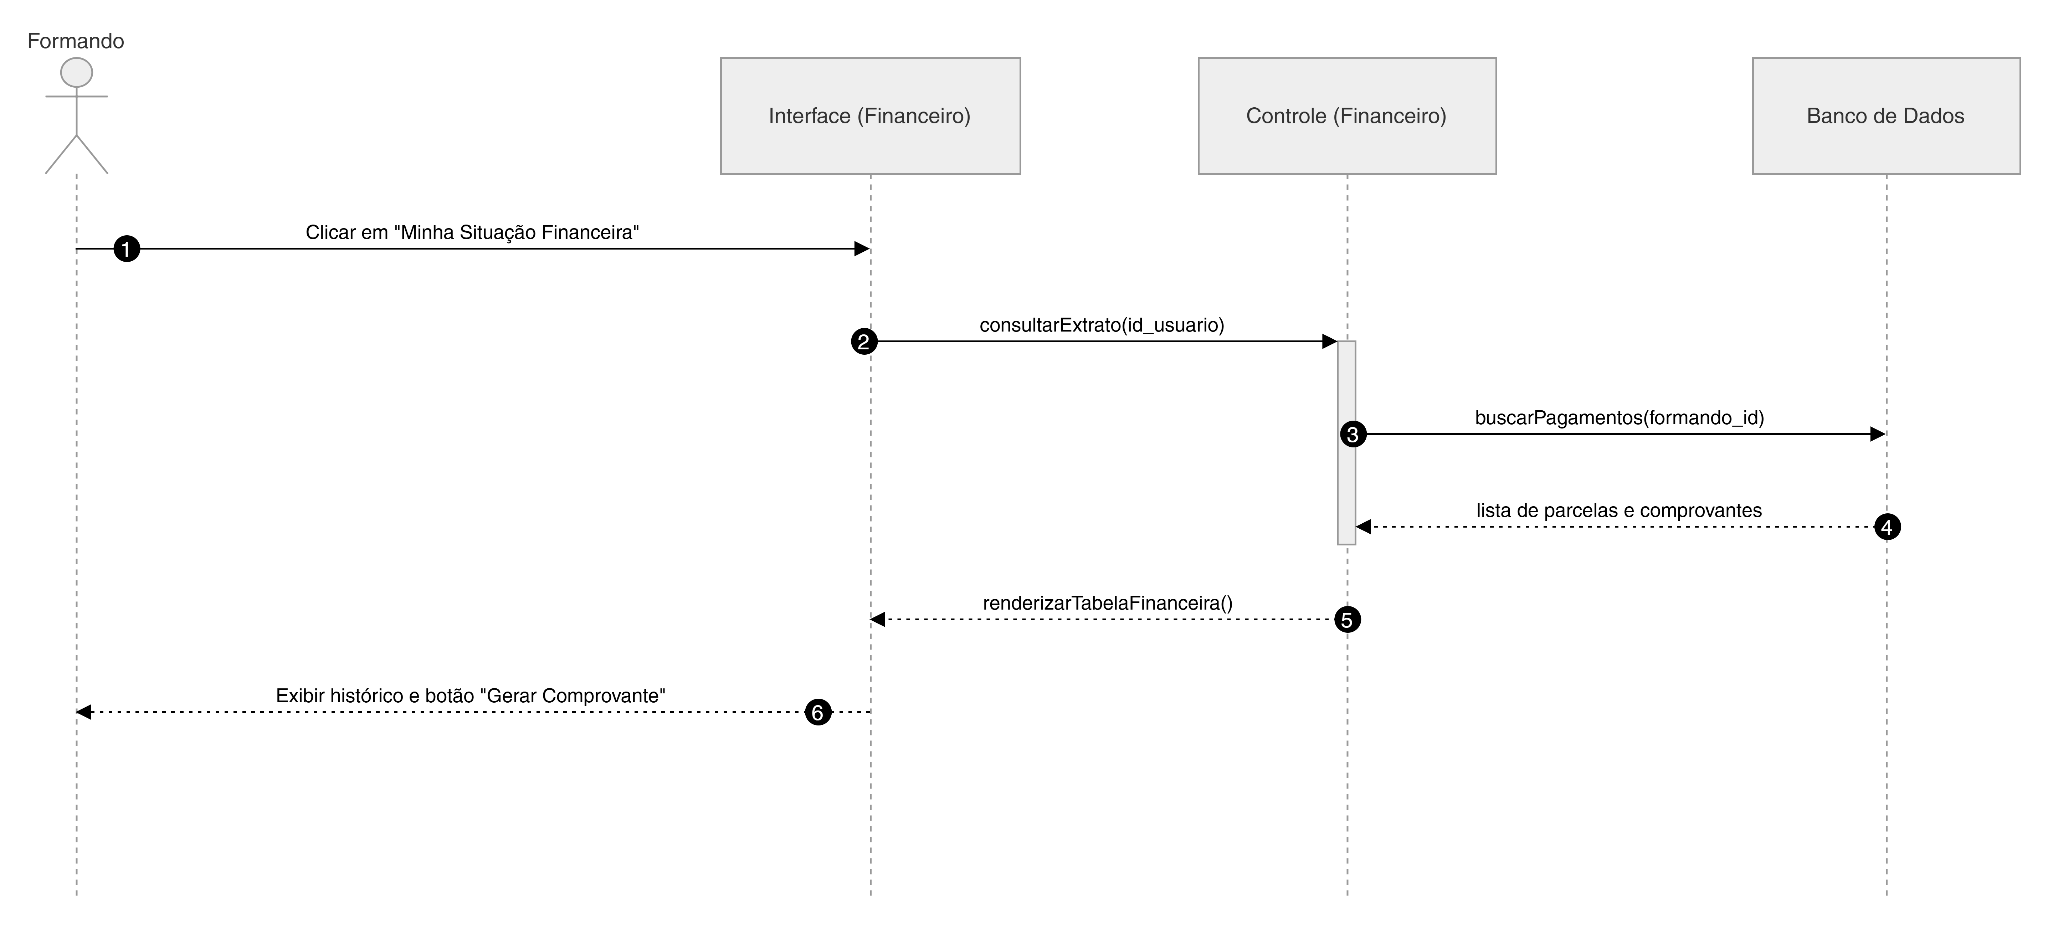 Formando
Interface (Financeiro)
Controle (Financeiro)
Banco de Dados
Clicar em "Minha Situação Financeira"
1
consultarExtrato(id_usuario)
2
buscarPagamentos(formando_id)
3
lista de parcelas e comprovantes
4
renderizarTabelaFinanceira()
5
Exibir histórico e botão "Gerar Comprovante"
6